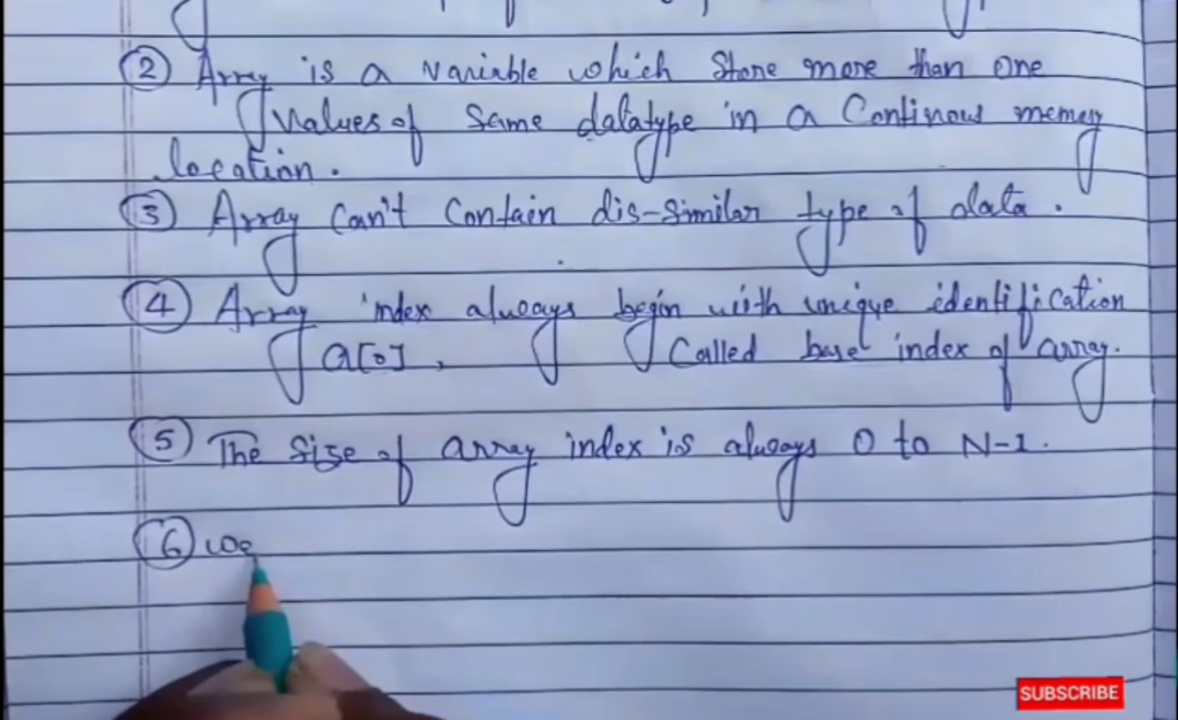 ② Array is a variable which Store more than one
values of Same datatype in a Continous memory
location.
③ Array Can't Contain dis-Similar type of data.
④ Array index always begin with unique identification
a[0], Called base index of array.
⑤ The Size of array index is always 0 to N-1.
⑥ we
SUBSCRIBE